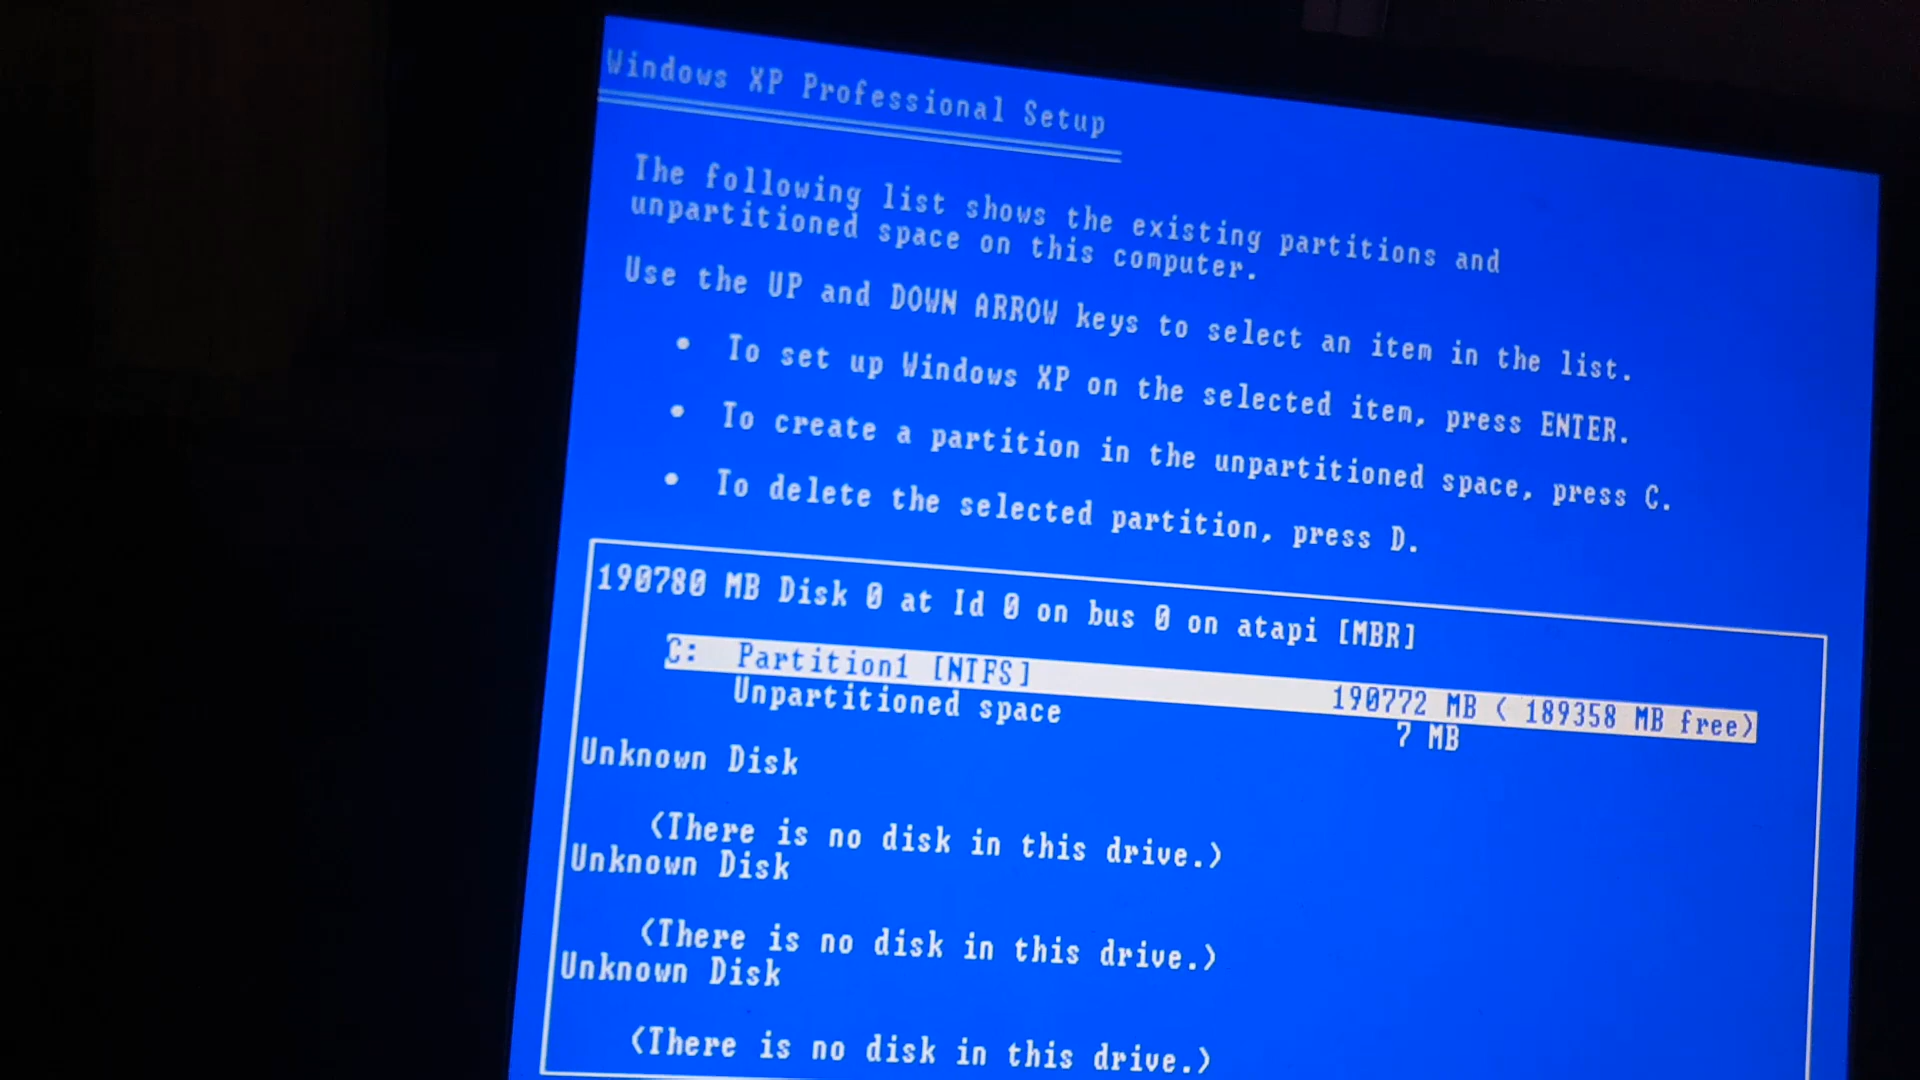 Windows XP Professional Setup
The following list shows the existing partitions and
unpartitioned space on this computer.
Use the UP and DOWN ARROW keys to select an item in the list.
• To set up Windows XP on the selected item, press ENTER.
• To create a partition in the unpartitioned space, press C.
• To delete the selected partition, press D.
190780 MB Disk 0 at Id 0 on bus 0 on atapi [MBR]
C: Partition1 [NTFS] 190772 MB ( 189358 MB free)
Unpartitioned space 7 MB
Unknown Disk
(There is no disk in this drive.)
Unknown Disk
(There is no disk in this drive.)
Unknown Disk
(There is no disk in this drive.)